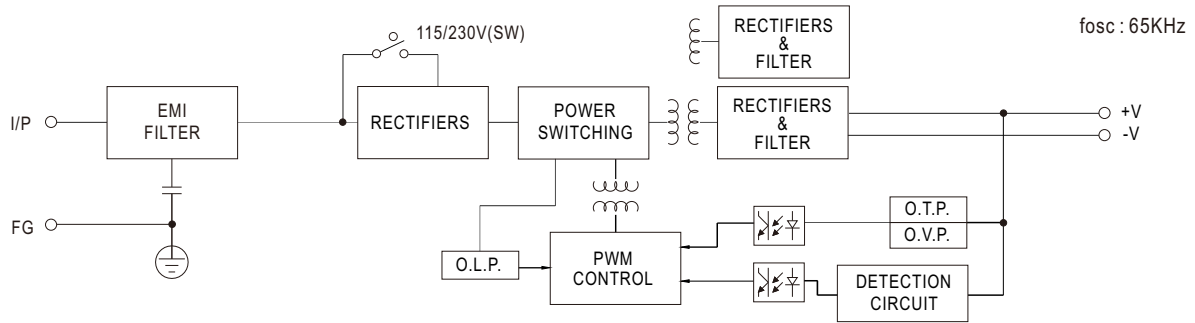 115/230V(SW)
RECTIFIERS
&
FILTER
fosc : 65KHz
I/P
EMI
FILTER
RECTIFIERS
POWER
SWITCHING
RECTIFIERS
&
FILTER
+V
-V
FG
O.L.P.
PWM
CONTROL
O.T.P.
O.V.P.
DETECTION
CIRCUIT